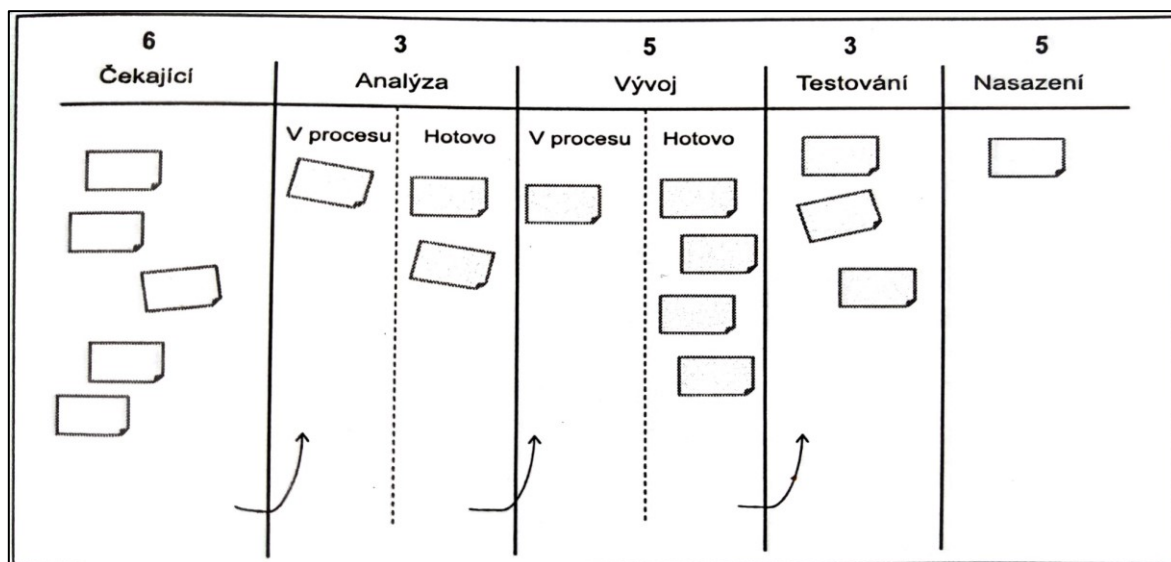 6 3 5 3 5
Čekající Analýza Vývoj Testování Nasazení
V procesu Hotovo V procesu Hotovo